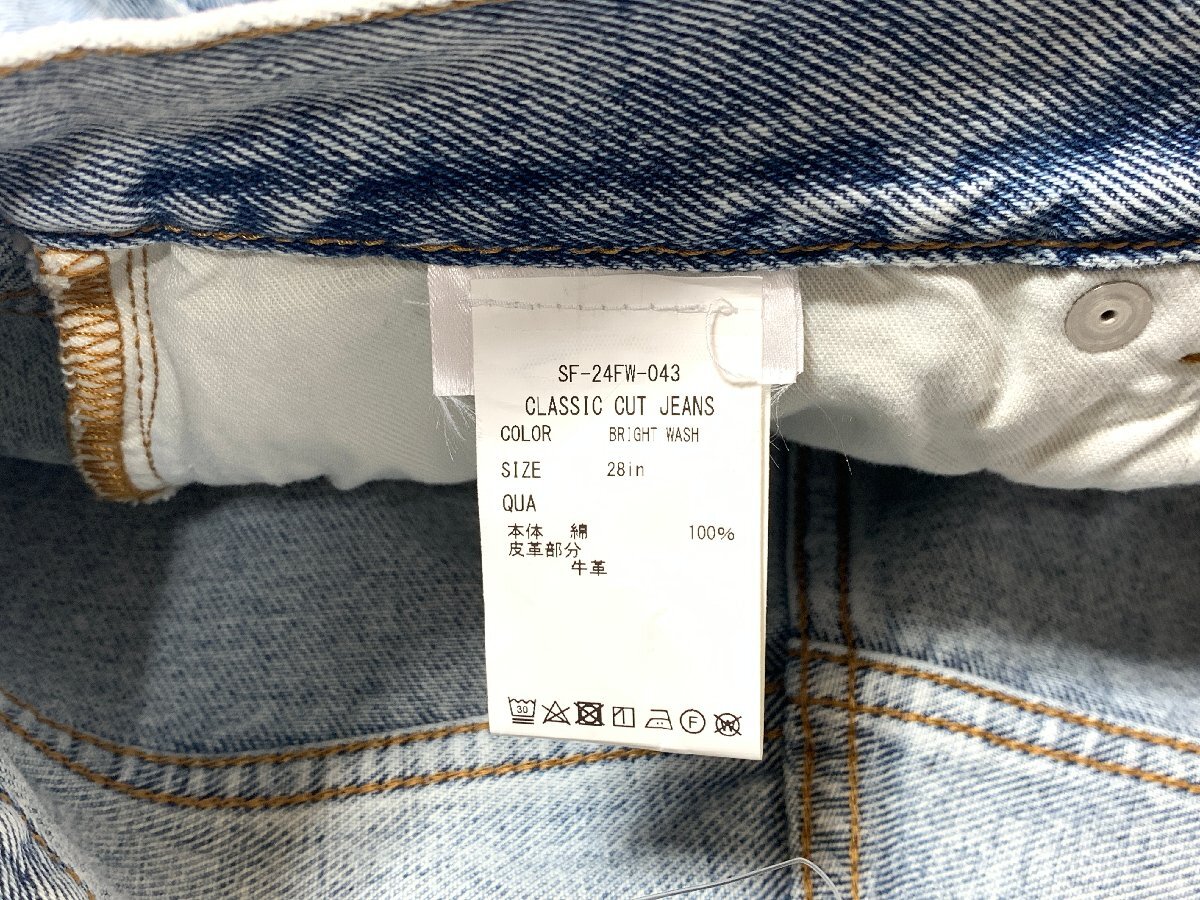 SF-24FW-043
CLASSIC CUT JEANS
COLOR BRIGHT WASH
SIZE 28in
QUA
本体 綿 100%
皮革部分
牛革
30 F W